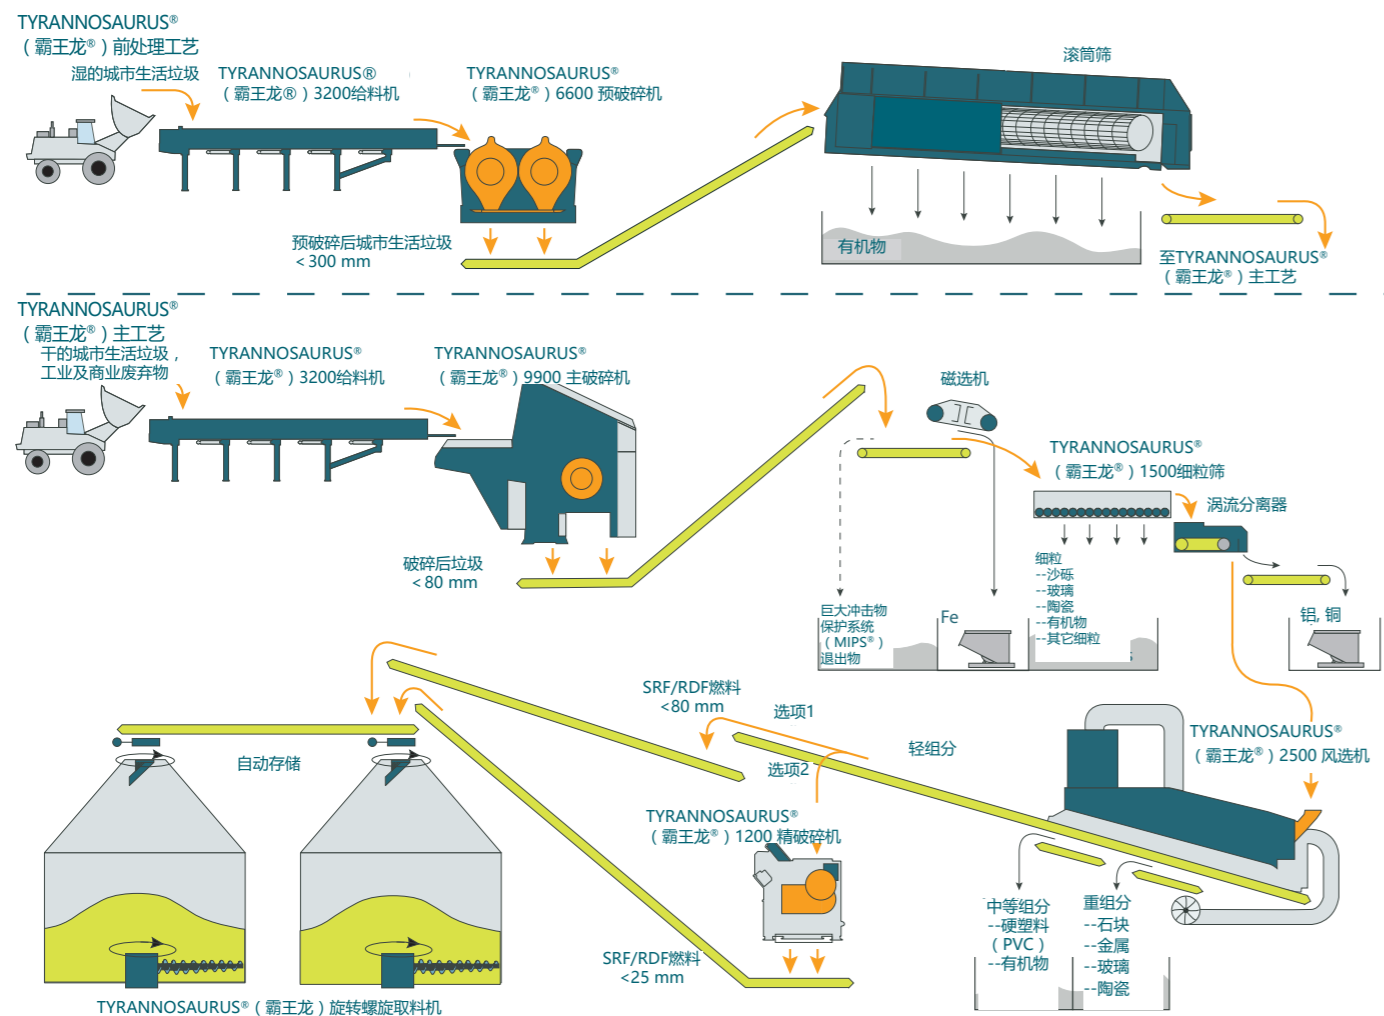 TYRANNOSAURUS®
（霸王龙®）前处理工艺
湿的城市生活垃圾
TYRANNOSAURUS®
（霸王龙®）3200给料机
TYRANNOSAURUS®
（霸王龙®）6600 预破碎机
滚筒筛
预破碎后城市生活垃圾
＜300 mm
有机物
至TYRANNOSAURUS®
（霸王龙®）主工艺
TYRANNOSAURUS®
（霸王龙®）主工艺
干的城市生活垃圾，
工业及商业废弃物
TYRANNOSAURUS®
（霸王龙®）3200给料机
TYRANNOSAURUS®
（霸王龙®）9900 主破碎机
磁选机
TYRANNOSAURUS®
（霸王龙®）1500细粒筛
涡流分离器
破碎后垃圾
＜80 mm
细粒
--沙砾
--玻璃
--陶瓷
--有机物
--其它细粒
巨大冲击物
保护系统
（MIPS®）
退出物
Fe
铝, 铜
SRF/RDF燃料
<80 mm
选项1
选项2
轻组分
TYRANNOSAURUS®
（霸王龙®）2500 风选机
自动存储
TYRANNOSAURUS®
（霸王龙®）1200 精破碎机
中等组分
--硬塑料
（PVC）
--有机物
重组分
--石块
--金属
--玻璃
--陶瓷
SRF/RDF燃料
<25 mm
TYRANNOSAURUS®（霸王龙）旋转螺旋取料机